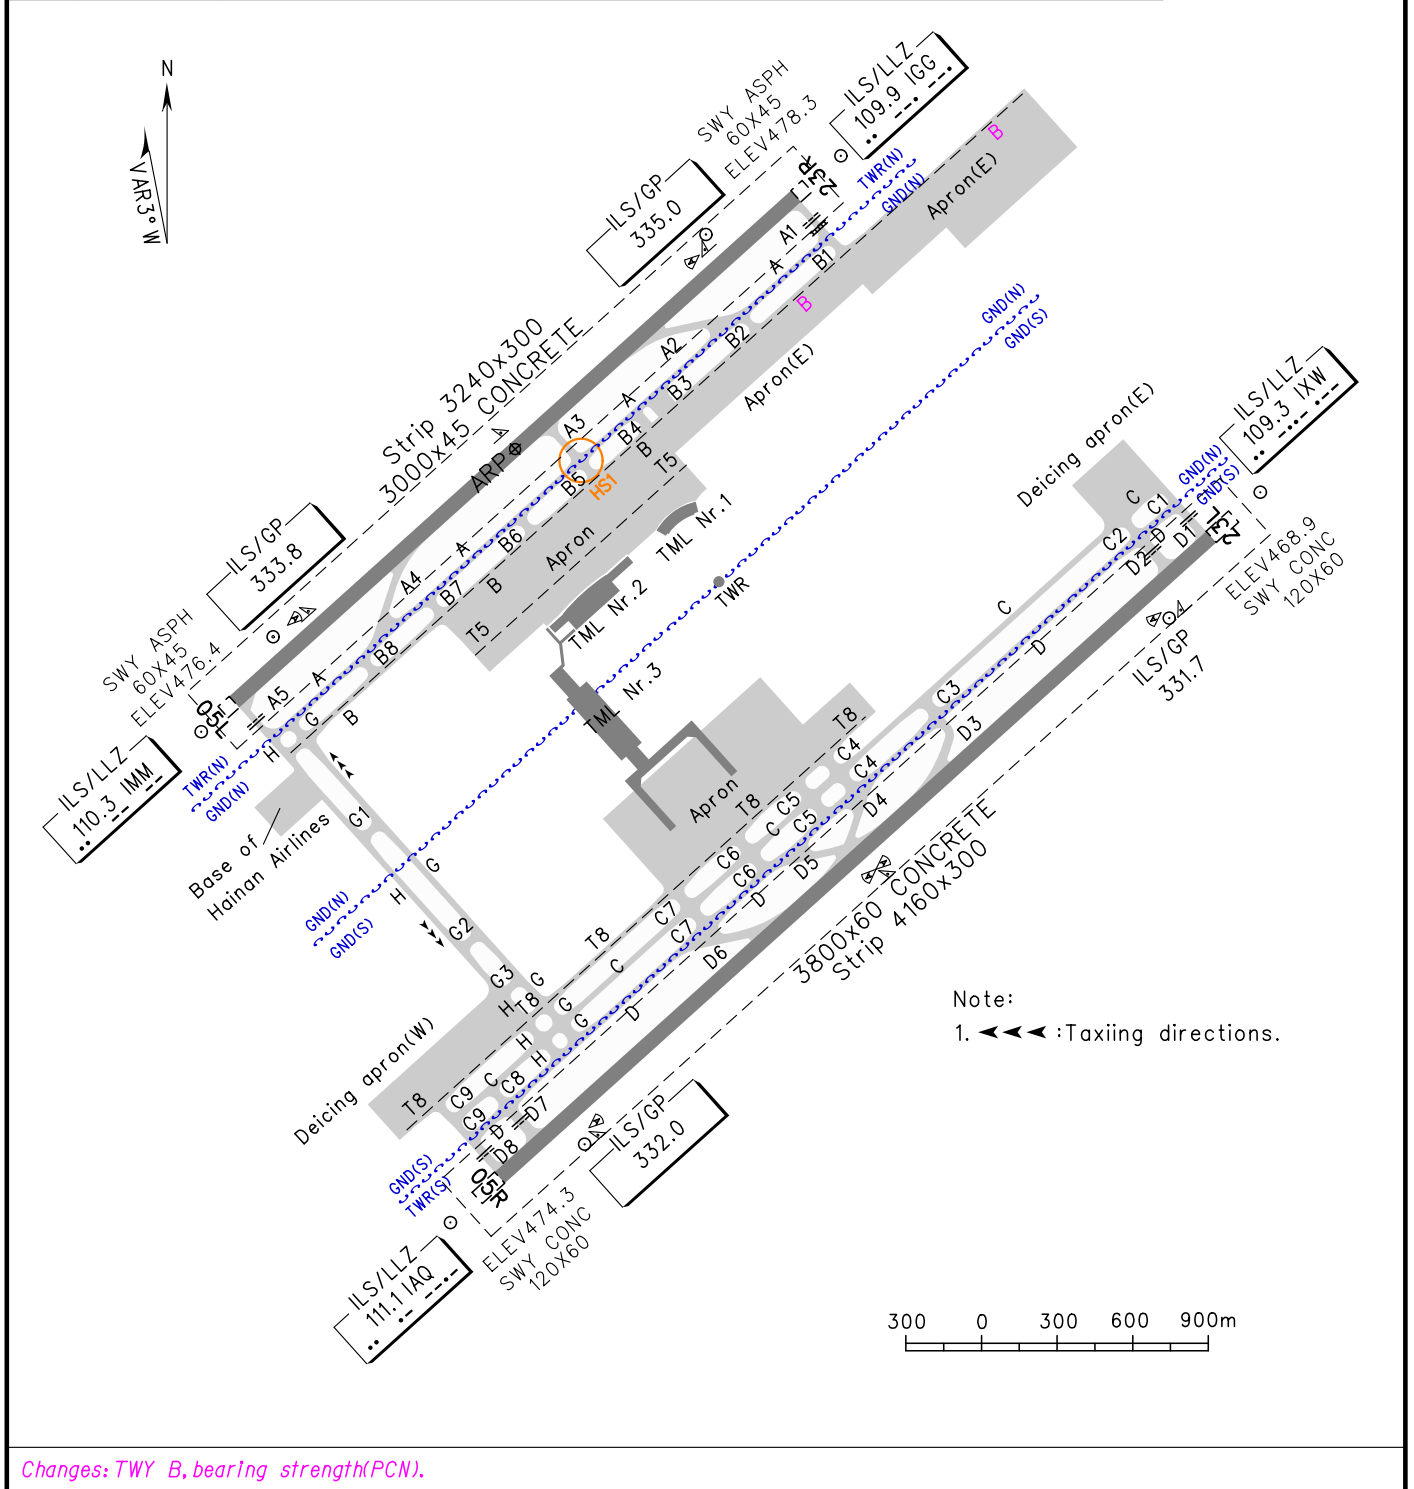 N
VAR3° W
SWY ASPH
60X45
ELEV478.3
ILS/LLZ
109.9 IGG
ILS/GP
335.0
23R
TWR(N)
GND(N)
B
Apron(E)
A1
A
B1
B
Strip 3240x300
3000x45 CONCRETE
A2
B2
Apron(E)
GND(N)
GND(S)
A
B3
A3
B4
B
T5
ARP
B5
HS1
ILS/LLZ
109.3 IXW
Deicing apron(E)
ILS/GP
333.8
A
B6
Apron
TML Nr.1
C
C1
GND(N)
GND(S)
23L
A4
B7
B
TML Nr.2
TWR
C2
D
D1
D2
ELEV468.9
SWY CONC
120X60
SWY ASPH
60X45
ELEV476.4
T5
B8
C
D
ILS/GP
331.7
05L
A5
A
G
B
H
TML Nr.3
C3
D3
T8
C4
C4
ILS/LLZ
110.3 IMM
TWR(N)
GND(N)
G1
Apron
T8
C5
C
C5
D4
Base of
Hainan Airlines
G
H
C6
C6
D5
3800x60 CONCRETE
Strip 4160x300
GND(N)
GND(S)
G2
D
C7
C7
T8
D6
G3
G
C
H
T8
G
G
D
Note:
1. :Taxiing directions.
Deicing apron(W)
H
H
T8
C9
C
C8
C9
D
D7
D8
ILS/GP
332.0
GND(S)
TWR(S)
05R
ELEV474.3
SWY CONC
120X60
ILS/LLZ
111.1 IAQ
300 0 300 600 900m
Changes: TWY B, bearing strength(PCN).